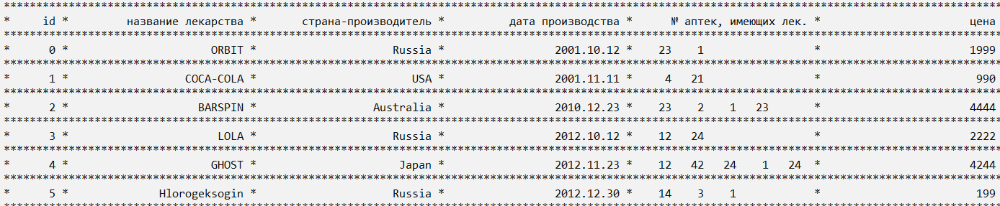 ***********************************************************************************************************************************************************
* id * название лекарства * страна-производитель * дата производства * № аптек, имеющих лек. * цена
***********************************************************************************************************************************************************
* 0 * ORBIT * Russia * 2001.10.12 * 23 1 * 1999
***********************************************************************************************************************************************************
* 1 * COCA-COLA * USA * 2001.11.11 * 4 21 * 990
***********************************************************************************************************************************************************
* 2 * BARSPIN * Australia * 2010.12.23 * 23 2 1 23 * 4444
***********************************************************************************************************************************************************
* 3 * LOLA * Russia * 2012.10.12 * 12 24 * 2222
***********************************************************************************************************************************************************
* 4 * GHOST * Japan * 2012.11.23 * 12 42 24 1 24 * 4244
***********************************************************************************************************************************************************
* 5 * Hlorogeksogin * Russia * 2012.12.30 * 14 3 1 * 199
***********************************************************************************************************************************************************